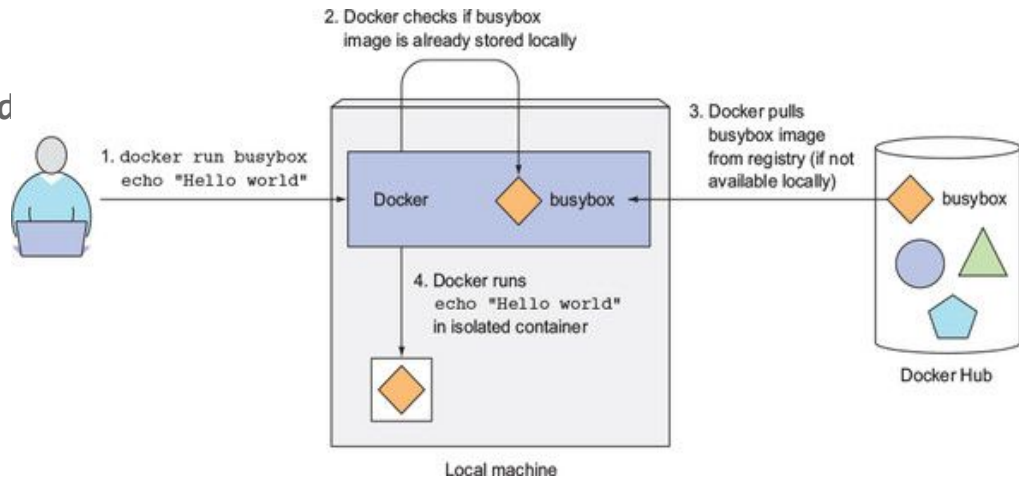 2. Docker checks if busybox
image is already stored locally
d
1. docker run busybox
echo "Hello world"
Docker
busybox
3. Docker pulls
busybox image
from registry (if not
available locally)
busybox
4. Docker runs
echo "Hello world"
in isolated container
Docker Hub
Local machine